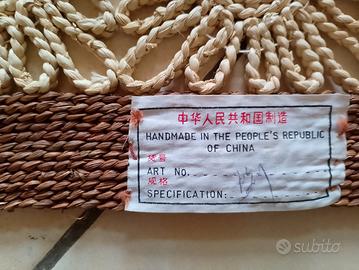 中华人民共和国制造
HANDMADE IN THE PEOPLE'S REPUBLIC
OF CHINA
货号
ART NO.
规格
SPECIFICATION:
subito